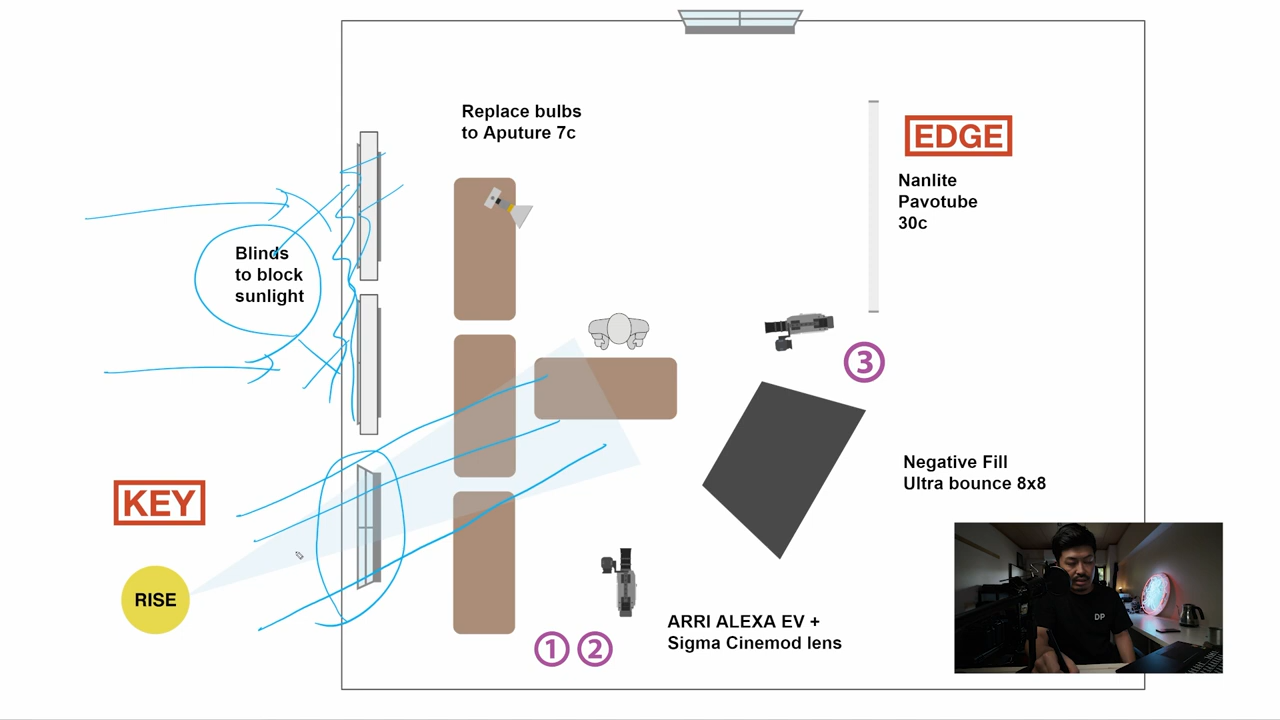 Replace bulbs
to Aputure 7c
EDGE
Nanlite
Pavotube
30c
Blinds
to block
sunlight
3
KEY
RISE
Negative Fill
Ultra bounce 8x8
ARRI ALEXA EV +
Sigma Cinemod lens
1 2
DP